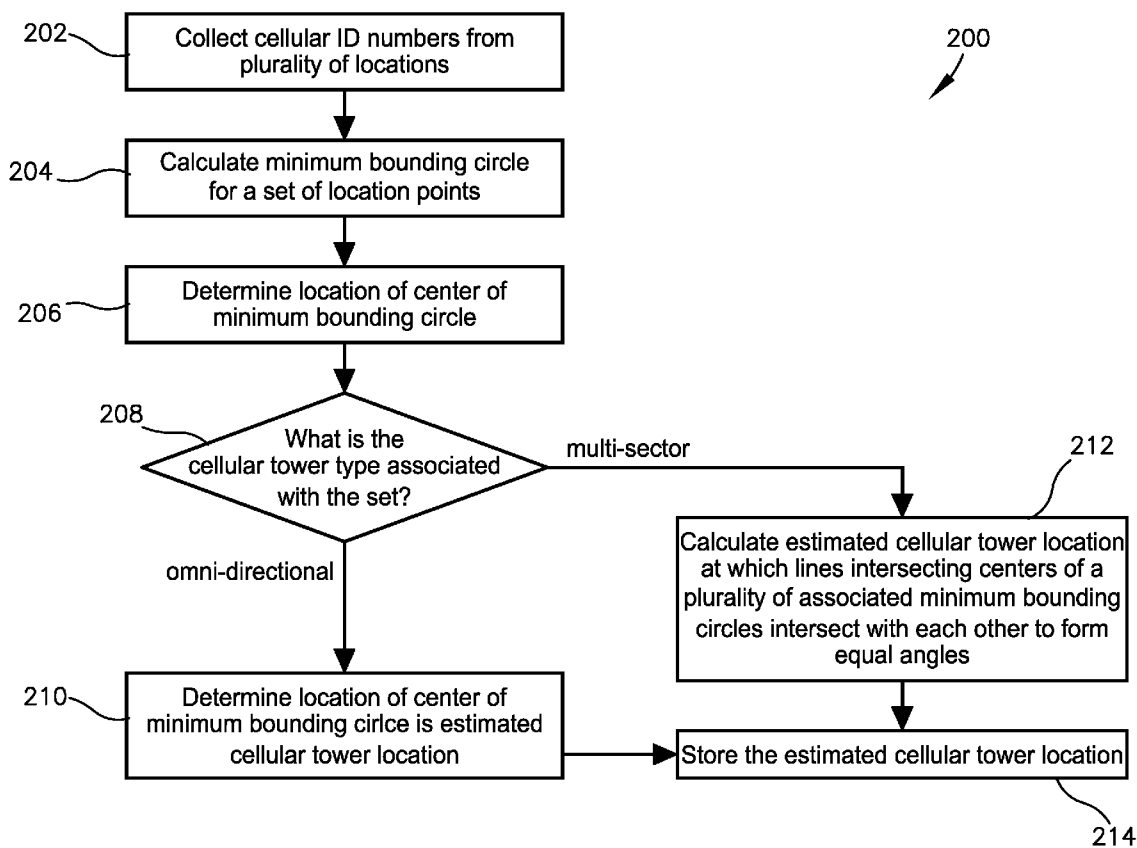 202
Collect cellular ID numbers from
plurality of locations
200
204
Calculate minimum bounding circle
for a set of location points
206
Determine location of center of
minimum bounding circle
208
What is the
cellular tower type associated
with the set?
multi-sector
omni-directional
212
Calculate estimated cellular tower location
at which lines intersecting centers of a
plurality of associated minimum bounding
circles intersect with each other to form
equal angles
210
Determine location of center of
minimum bounding cirlce is estimated
cellular tower location
Store the estimated cellular tower location
214